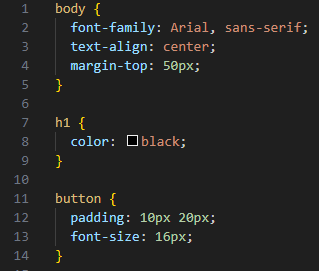 1 body {
2   font-family: Arial, sans-serif;
3   text-align: center;
4   margin-top: 50px;
5 }
6
7 h1 {
8   color: black;
9 }
10
11 button {
12   padding: 10px 20px;
13   font-size: 16px;
14 }